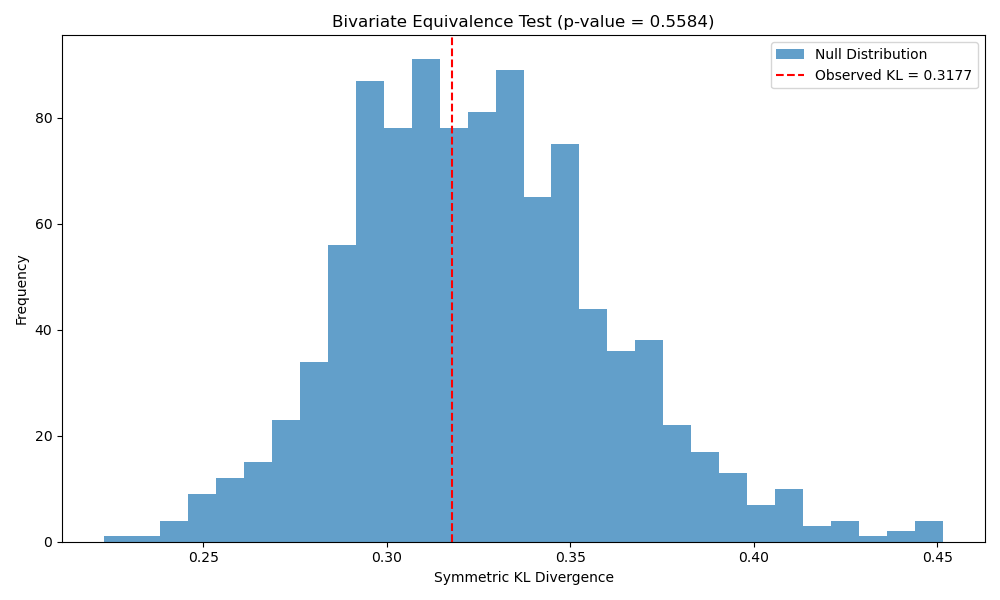 Bivariate Equivalence Test (p-value = 0.5584)
Null Distribution
Observed KL = 0.3177
Frequency
80
60
40
20
0
0.25 0.30 0.35 0.40 0.45
Symmetric KL Divergence